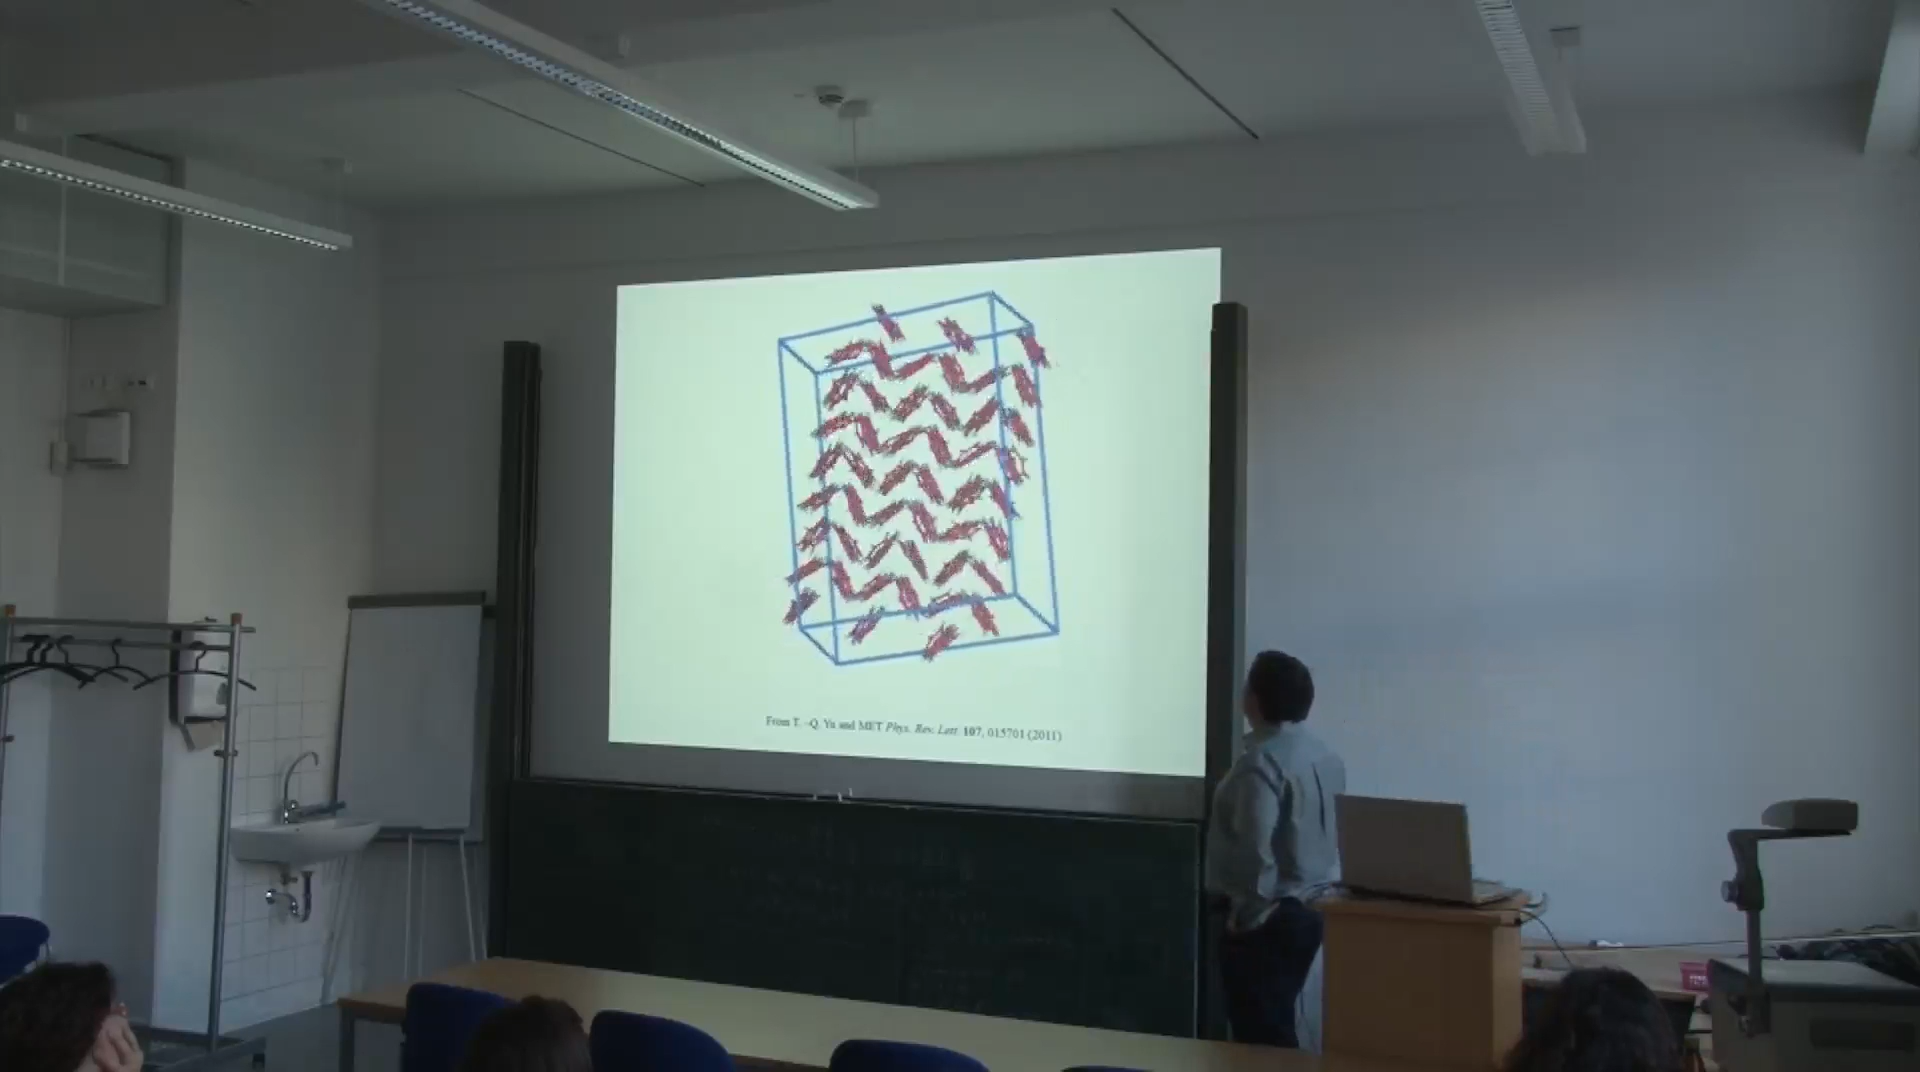 From T. –Q. Yu and MET Phys. Rev. Lett. 107, 015701 (2011)